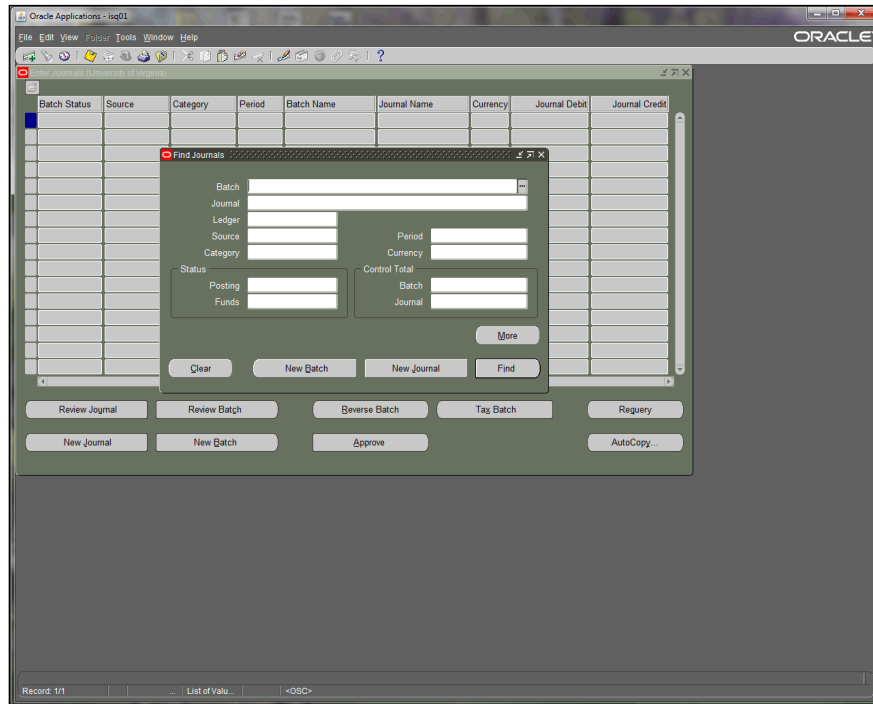 Oracle Applications - isq01
File Edit View Folder Tools Window Help
ORACLE
Enter Journals (University of Virginia)
Batch Status Source Category Period Batch Name Journal Name Currency Journal Debit Journal Credit
Find Journals
Batch
Journal
Ledger
Source Period
Category Currency
Status Control Total
Posting Batch
Funds Journal
More
Clear New Batch New Journal Find
Review Journal Review Batch Reverse Batch Tax Batch Requery
New Journal New Batch Approve AutoCopy...
Record: 1/1 ... List of Valu... <OSC>